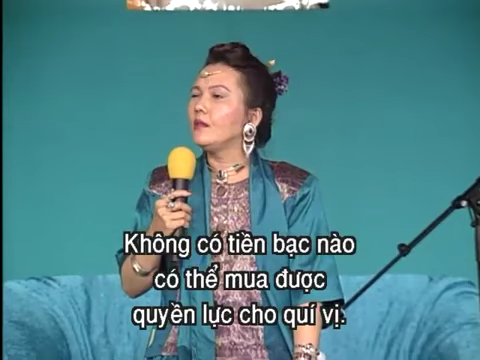 Không có tiền bạc nào
có thể mua được
quyền lực cho quí vị.